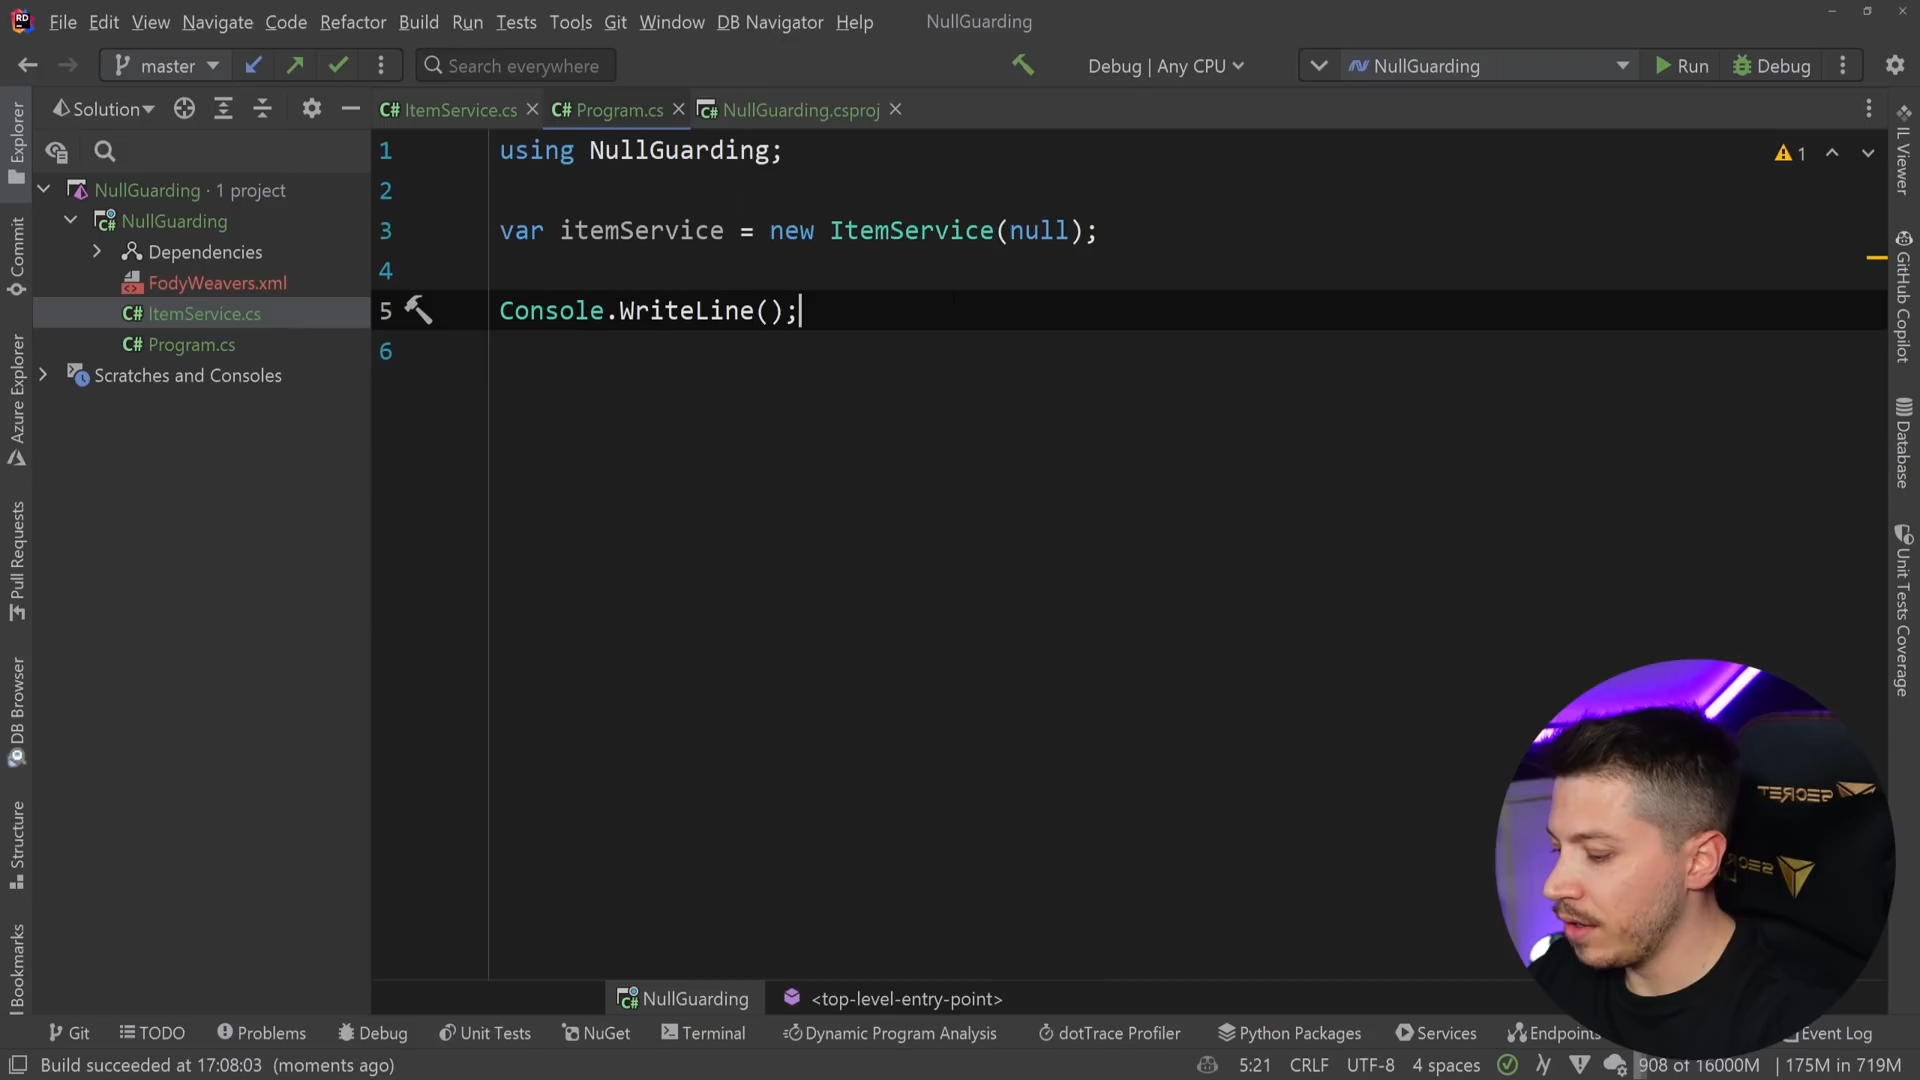 File Edit View Navigate Code Refactor Build Run Tests Tools Git Window DB Navigator Help NullGuarding
master Search everywhere Debug | Any CPU NullGuarding Run Debug
Solution
C# ItemService.cs C# Program.cs NullGuarding.csproj
NullGuarding · 1 project
NullGuarding
Dependencies
FodyWeavers.xml
C# ItemService.cs
C# Program.cs
Scratches and Consoles
1 using NullGuarding;
2
3 var itemService = new ItemService(null);
4
5 Console.WriteLine();
6
1
Explorer
Commit
Azure Explorer
Pull Requests
DB Browser
Structure
Bookmarks
IL Viewer
GitHub Copilot
Database
Unit Tests Coverage
SECRET
NullGuarding <top-level-entry-point>
Git TODO Problems Debug Unit Tests NuGet Terminal Dynamic Program Analysis dotTrace Profiler Python Packages Services Endpoints Event Log
Build succeeded at 17:08:03 (moments ago) 5:21 CRLF UTF-8 4 spaces 908 of 16000M 175M in 719M